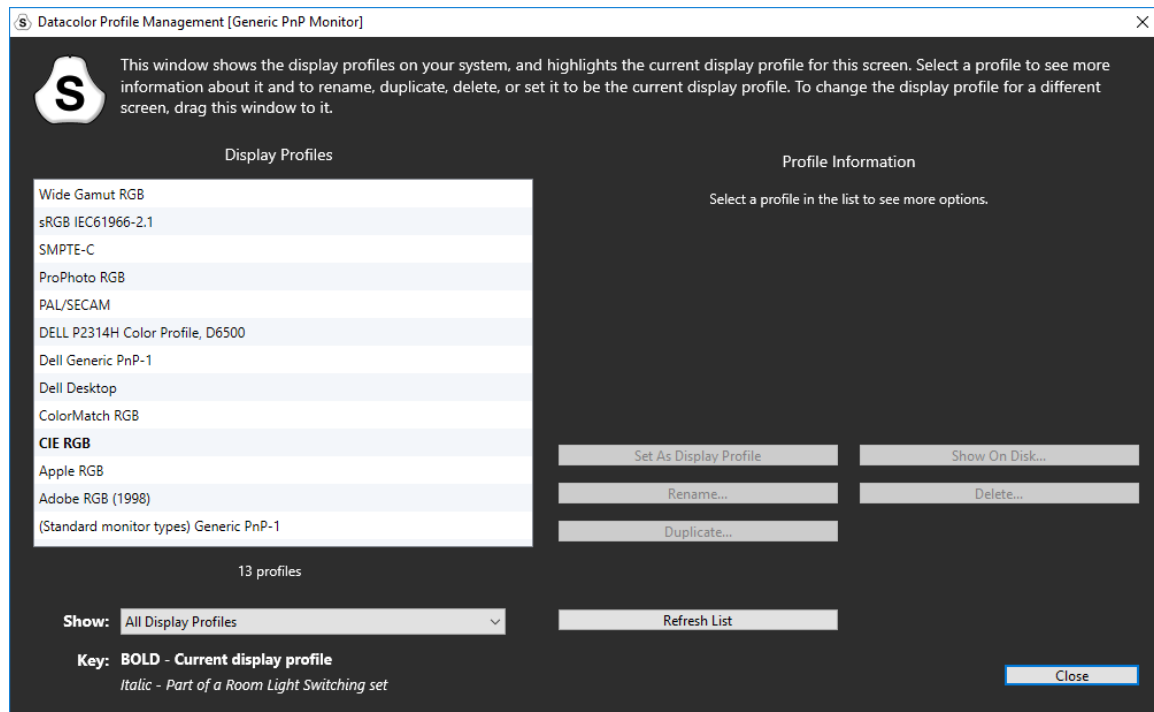 S Datacolor Profile Management [Generic PnP Monitor]
S
This window shows the display profiles on your system, and highlights the current display profile for this screen. Select a profile to see more
information about it and to rename, duplicate, delete, or set it to be the current display profile. To change the display profile for a different
screen, drag this window to it.
Display Profiles
Wide Gamut RGB
sRGB IEC61966-2.1
SMPTE-C
ProPhoto RGB
PAL/SECAM
DELL P2314H Color Profile, D6500
Dell Generic PnP-1
Dell Desktop
ColorMatch RGB
CIE RGB
Apple RGB
Adobe RGB (1998)
(Standard monitor types) Generic PnP-1
13 profiles
Profile Information
Select a profile in the list to see more options.
Set As Display Profile
Show On Disk...
Rename...
Delete...
Duplicate...
Show: All Display Profiles
Refresh List
Key: BOLD - Current display profile
Italic - Part of a Room Light Switching set
Close